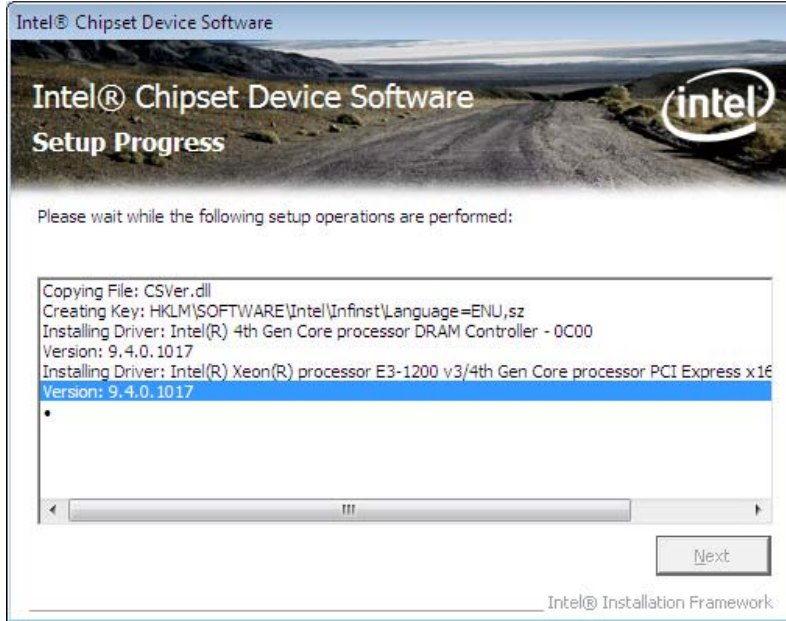 Intel® Chipset Device Software
Intel® Chipset Device Software
intel
Setup Progress
Please wait while the following setup operations are performed:
Copying File: CSVer.dll
Creating Key: HKLM\SOFTWARE\Intel\Infinst\Language=ENU,sz
Installing Driver: Intel(R) 4th Gen Core processor DRAM Controller - 0C00
Version: 9.4.0.1017
Installing Driver: Intel(R) Xeon(R) processor E3-1200 v3/4th Gen Core processor PCI Express x16
Version: 9.4.0.1017
Next
Intel® Installation Framework